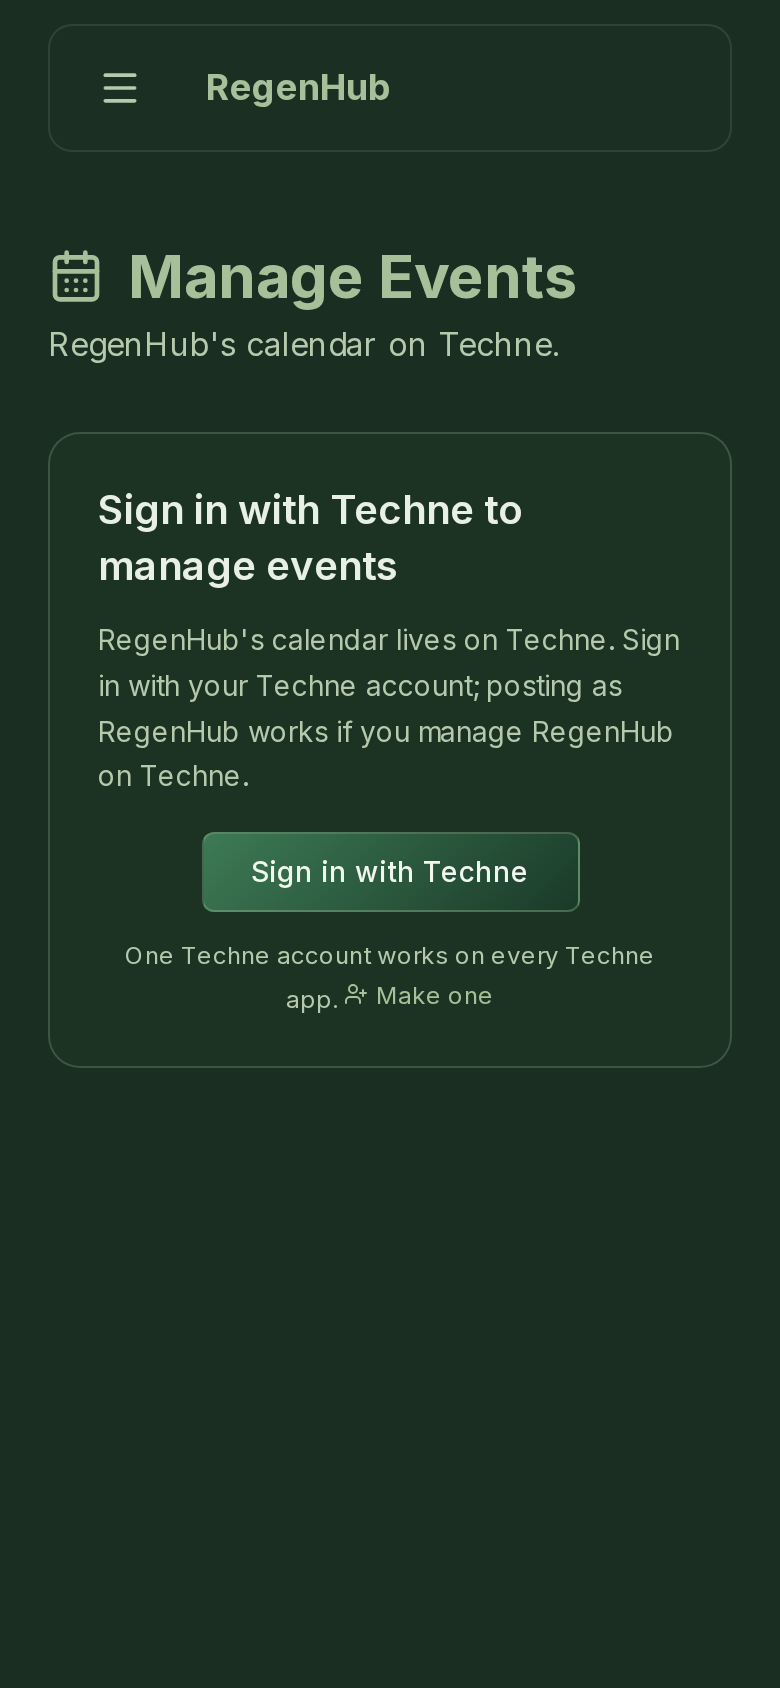 RegenHub
Manage Events
RegenHub's calendar on Techne.
Sign in with Techne to
manage events
RegenHub's calendar lives on Techne. Sign
in with your Techne account; posting as
RegenHub works if you manage RegenHub
on Techne.
Sign in with Techne
One Techne account works on every Techne
app. Make one